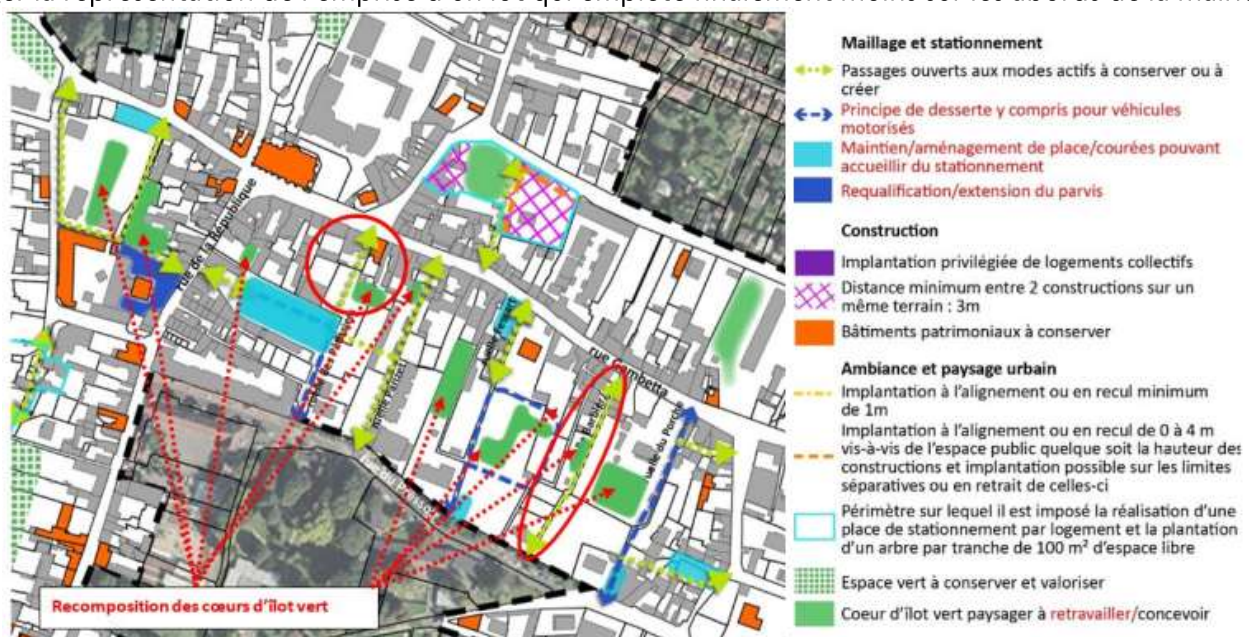 Maillage et stationnement
Passages ouverts aux modes actifs à conserver ou à
créer
Principe de desserte y compris pour véhicules
motorisés
Maintien/aménagement de place/courées pouvant
accueillir du stationnement
Requalification/extension du parvis
Construction
Implantation privilégiée de logements collectifs
Distance minimum entre 2 constructions sur un
même terrain : 3m
Bâtiments patrimoniaux à conserver
Ambiance et paysage urbain
Implantation à l'alignement ou en recul minimum
de 1m
Implantation à l'alignement ou en recul de 0 à 4 m
vis-à-vis de l'espace public quelque soit la hauteur des
constructions et implantation possible sur les limites
séparatives ou en retrait de celles-ci
Périmètre sur lequel il est imposé la réalisation d'une
place de stationnement par logement et la plantation
d'un arbre par tranche de 100 m² d'espace libre
Espace vert à conserver et valoriser
Coeur d'îlot vert paysager à retravailler/concevoir
rue de la République
rue Gambetta
Barbier
ruelle du Porche
Recomposition des cœurs d'îlot vert